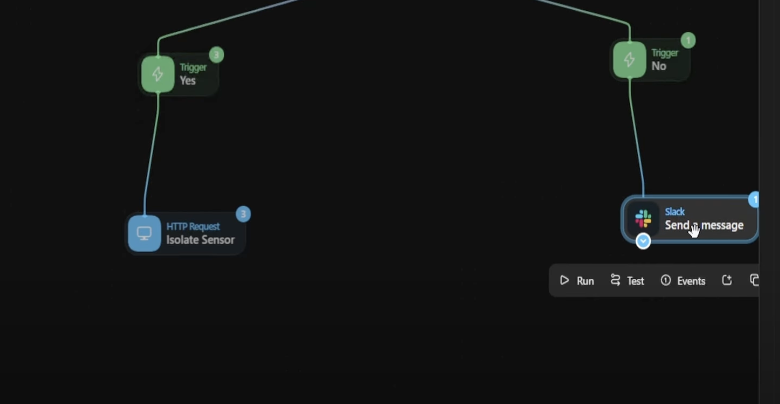 3
Trigger
Yes
1
Trigger
No
3
HTTP Request
Isolate Sensor
1
Slack
Send a message
Run
Test
Events